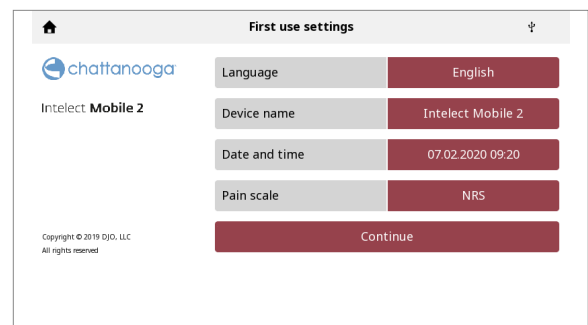 First use settings
chattanooga
Language English
Intelect Mobile 2
Device name Intelect Mobile 2
Date and time 07.02.2020 09:20
Pain scale NRS
Continue
Copyright © 2019 DJO, LLC
All rights reserved